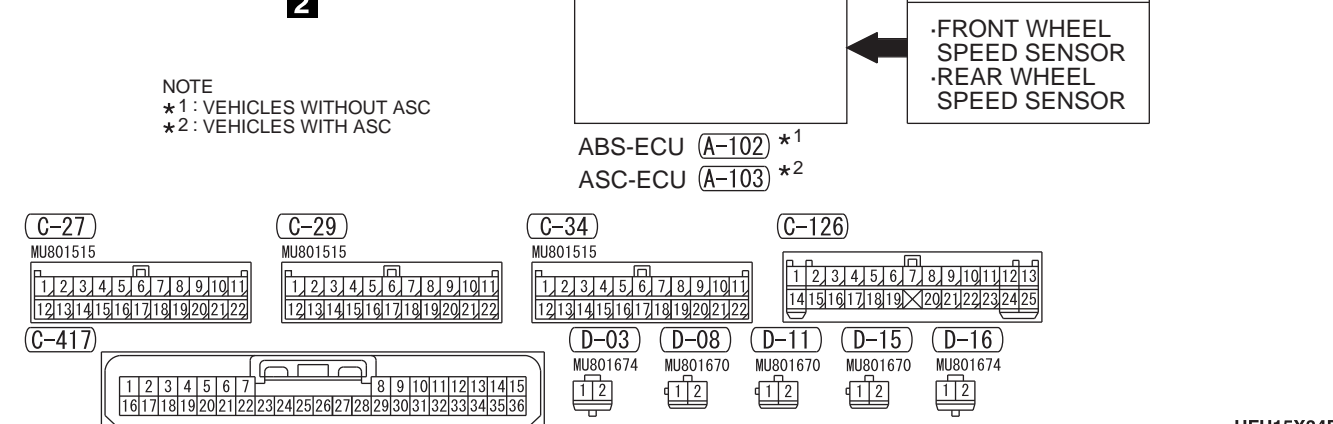 2
·FRONT WHEEL
SPEED SENSOR
·REAR WHEEL
SPEED SENSOR
NOTE
*1 : VEHICLES WITHOUT ASC
*2 : VEHICLES WITH ASC
ABS-ECU A-102 *1
ASC-ECU A-103 *2
C-27 C-29 C-34 C-126
MU801515 MU801515 MU801515
1 2 3 4 5 6 7 8 9 10 11 1 2 3 4 5 6 7 8 9 10 11 1 2 3 4 5 6 7 8 9 10 11 1 2 3 4 5 6 7 8 9 10 11 12 13
12 13 14 15 16 17 18 19 20 21 22 12 13 14 15 16 17 18 19 20 21 22 12 13 14 15 16 17 18 19 20 21 22 14 15 16 17 18 19 20 21 22 23 24 25
C-417 D-03 D-08 D-11 D-15 D-16
MU801674 MU801670 MU801670 MU801670 MU801674
1 2 3 4 5 6 7 8 9 10 11 12 13 14 15 1 2 1 2 1 2 1 2 1 2
16 17 18 19 20 21 22 23 24 25 26 27 28 29 30 31 32 33 34 35 36